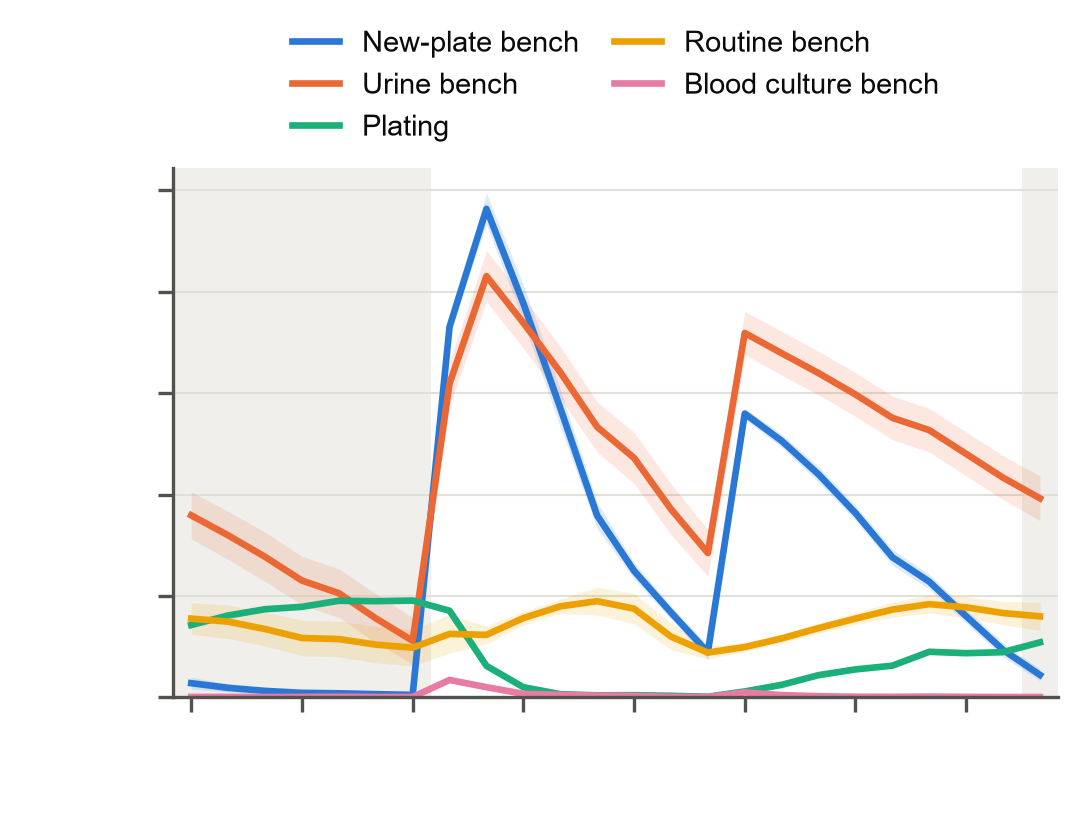 New-plate bench
Urine bench
Plating
Routine bench
Blood culture bench